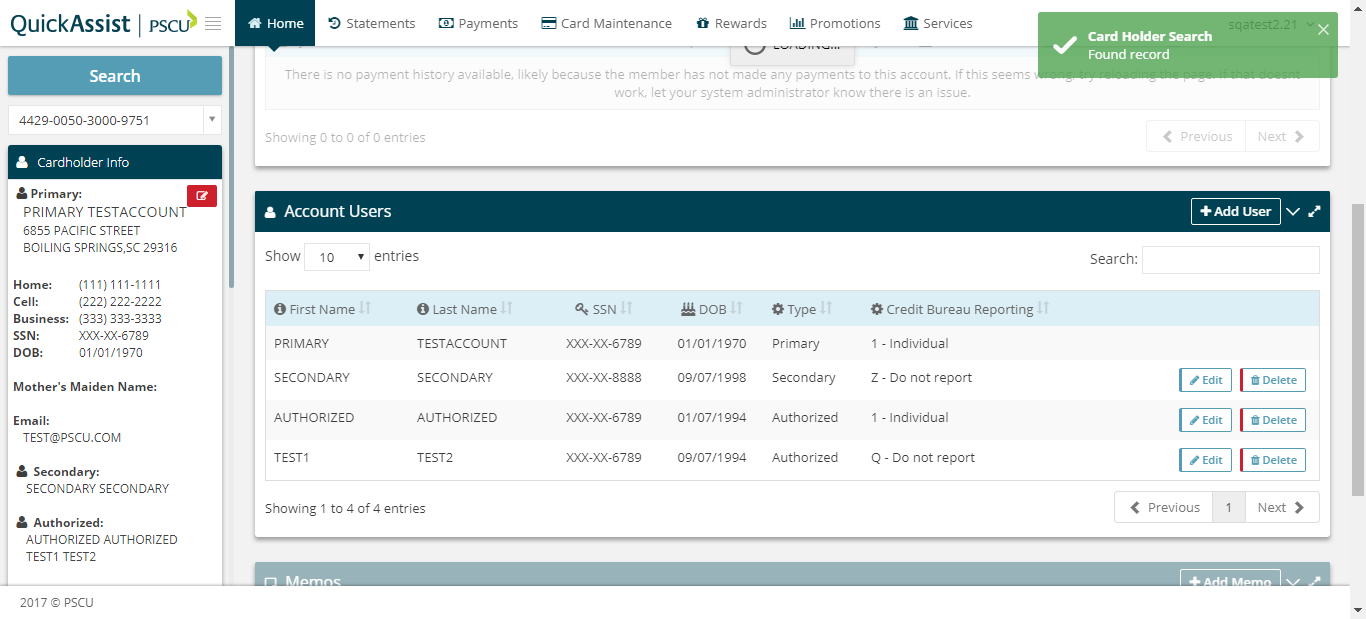 QuickAssist | PSCU
Home
Statements
Payments
Card Maintenance
Rewards
Promotions
Services
sqatest2.21
Card Holder Search
Found record
Search
4429-0050-3000-9751
Cardholder Info
Primary:
PRIMARY TESTACCOUNT
6855 PACIFIC STREET
BOILING SPRINGS,SC 29316
Home: (111) 111-1111
Cell: (222) 222-2222
Business: (333) 333-3333
SSN: XXX-XX-6789
DOB: 01/01/1970
Mother's Maiden Name:
Email:
TEST@PSCU.COM
Secondary:
SECONDARY SECONDARY
Authorized:
AUTHORIZED AUTHORIZED
TEST1 TEST2
LOADING...
There is no payment history available, likely because the member has not made any payments to this account. If this seems wrong, try reloading the page. If that doesnt
work, let your system administrator know there is an issue.
Showing 0 to 0 of 0 entries
Previous Next
Account Users
Add User
Show 10 entries
Search:
First Name Last Name SSN DOB Type Credit Bureau Reporting
PRIMARY TESTACCOUNT XXX-XX-6789 01/01/1970 Primary 1 - Individual
SECONDARY SECONDARY XXX-XX-8888 09/07/1998 Secondary Z - Do not report Edit Delete
AUTHORIZED AUTHORIZED XXX-XX-6789 01/07/1994 Authorized 1 - Individual Edit Delete
TEST1 TEST2 XXX-XX-6789 09/07/1994 Authorized Q - Do not report Edit Delete
Showing 1 to 4 of 4 entries
Previous 1 Next
Memos
Add Memo
2017 © PSCU